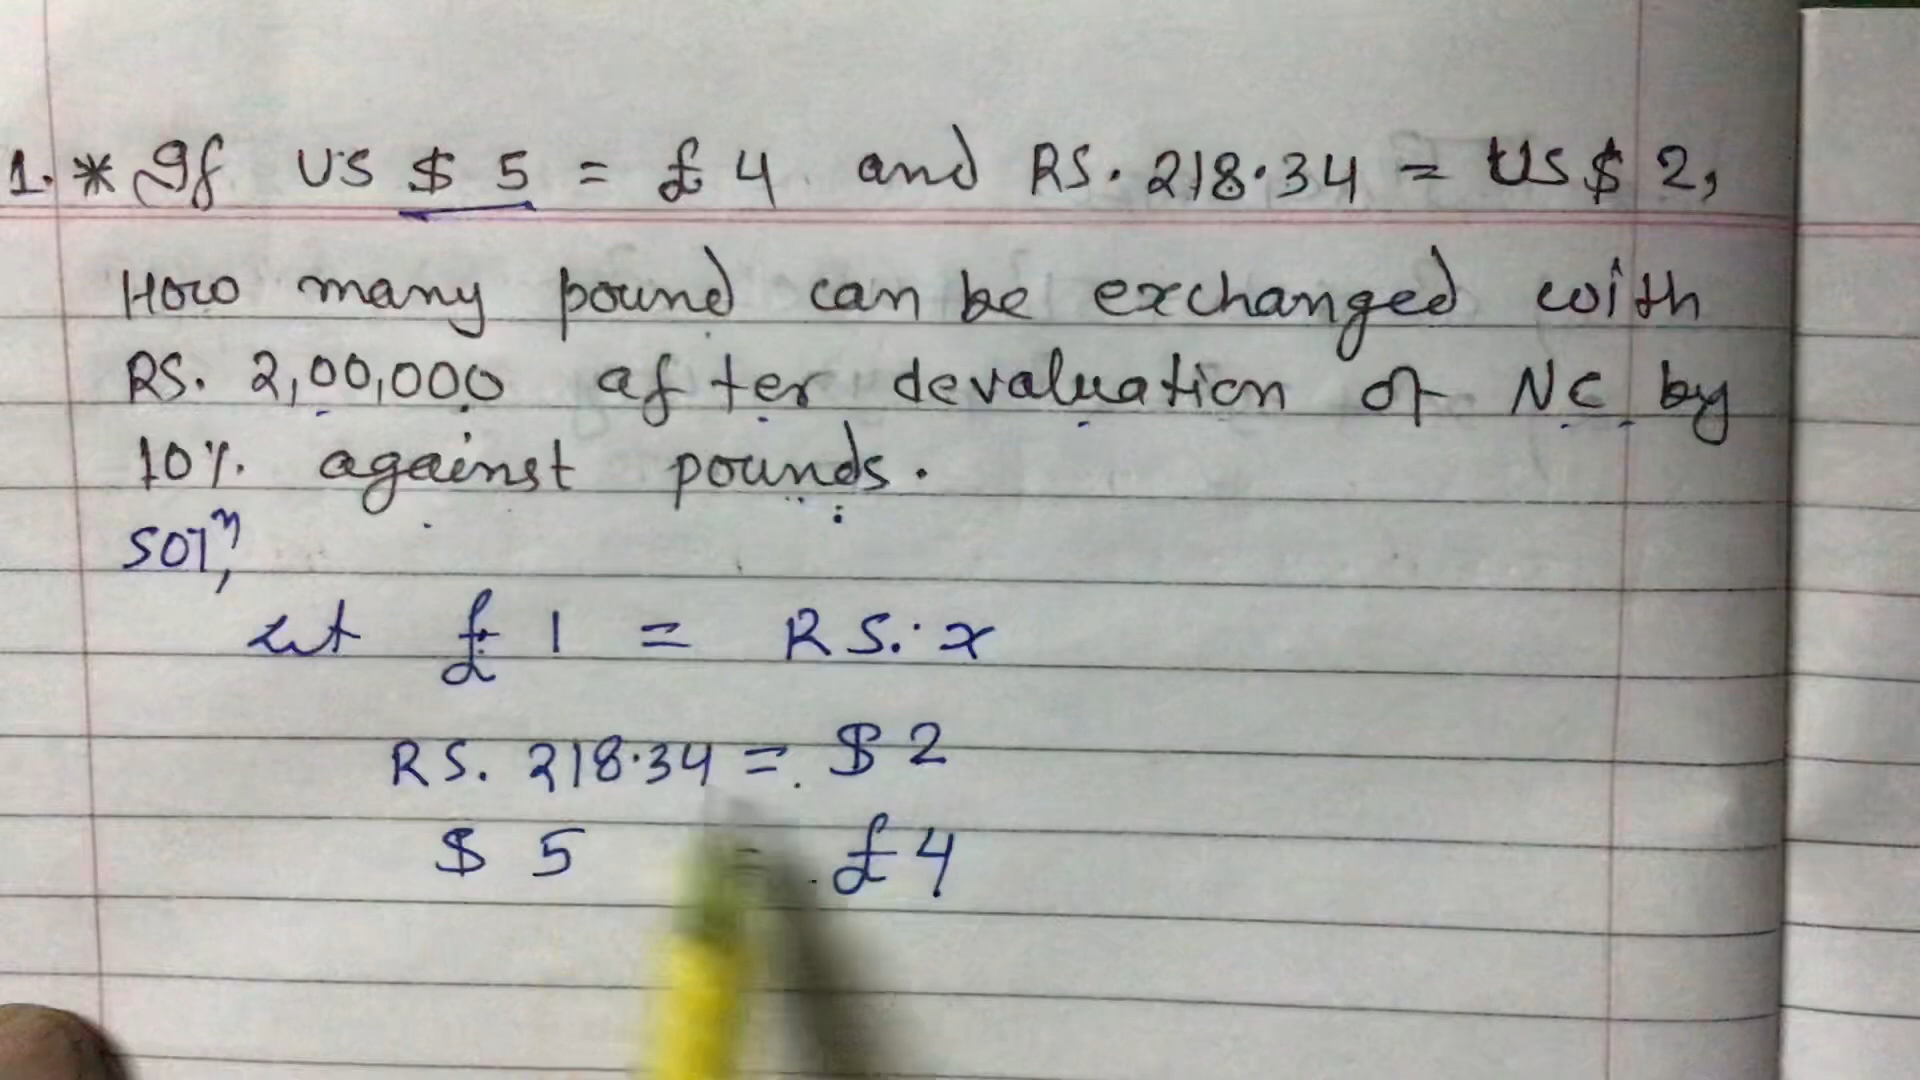 1. * If US $ 5 = £ 4 and RS. 218.34 = US $ 2,
How many pound can be exchanged with
RS. 2,00,000 after devaluation of NC by
10%. against pounds.
solⁿ,
Let £ 1 = RS. x
RS. 218.34 = $ 2
$ 5 = £ 4